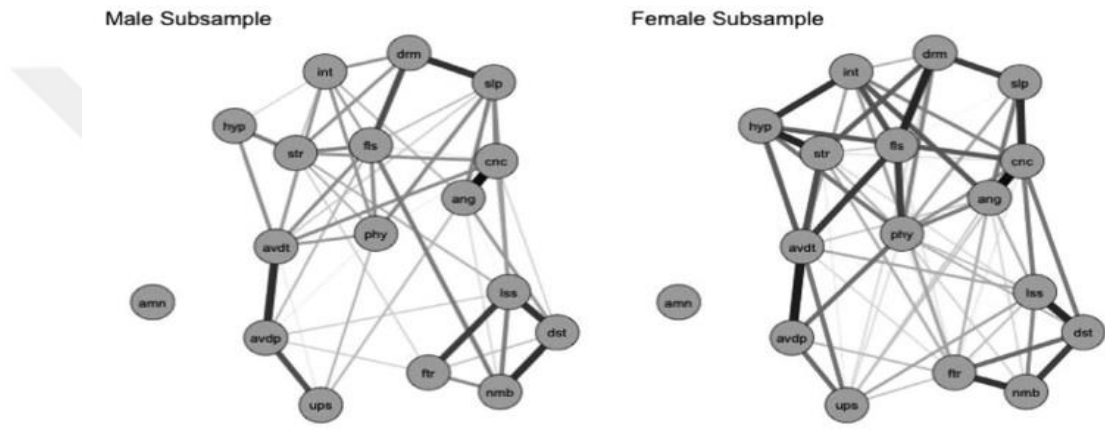 Male Subsample
drm
int
slp
hyp
str
fls
cnc
ang
phy
avdt
amn
lss
avdp
dst
ftr
nmb
ups
Female Subsample
drm
int
slp
hyp
str
fls
cnc
ang
phy
avdt
amn
lss
avdp
dst
ftr
nmb
ups